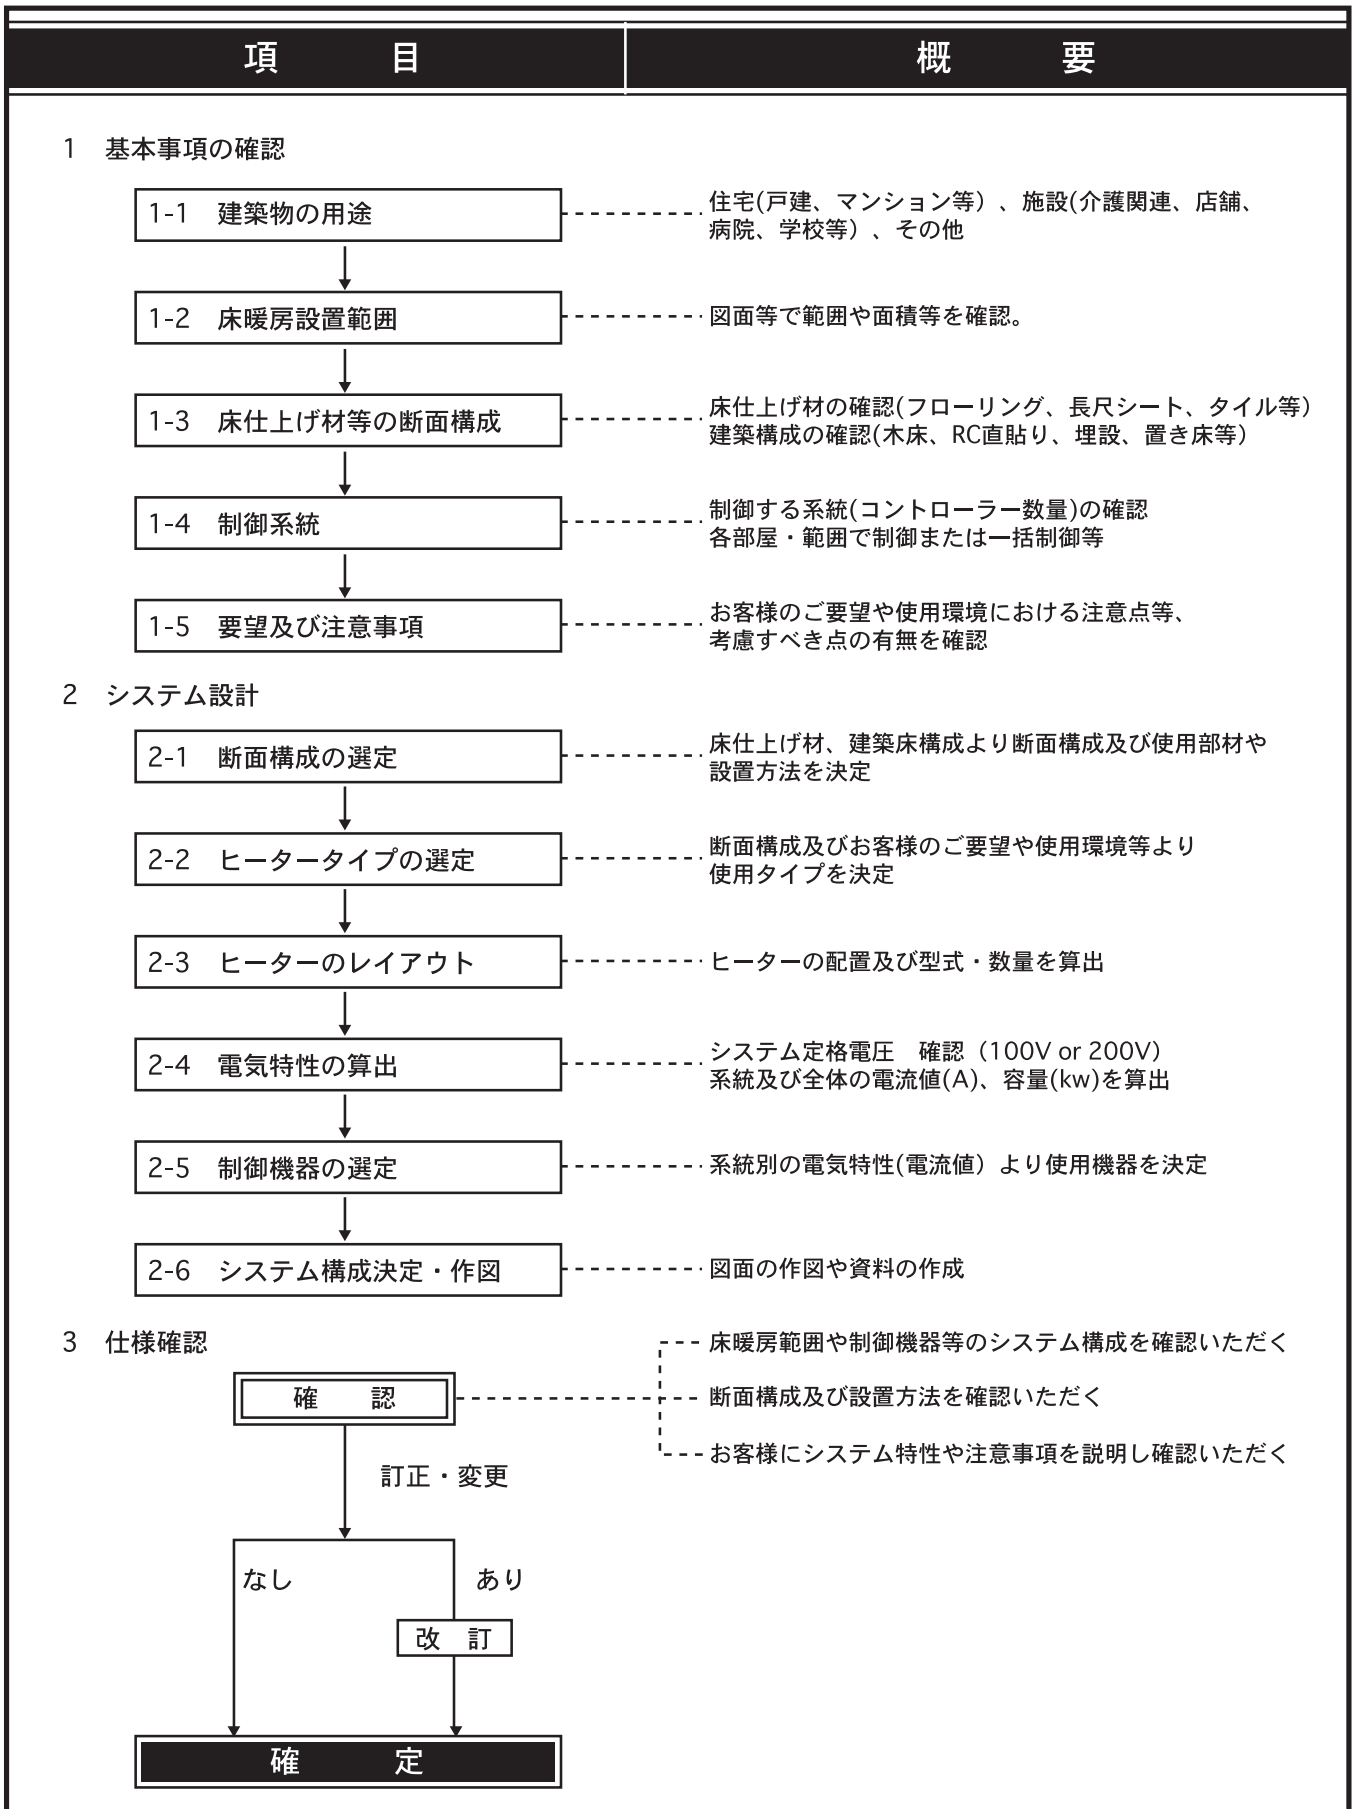 項　目　概　要
1　基本事項の確認
1-1　建築物の用途
住宅(戸建、マンション等）、施設(介護関連、店舗、
病院、学校等）、その他
1-2　床暖房設置範囲
図面等で範囲や面積等を確認。
1-3　床仕上げ材等の断面構成
床仕上げ材の確認(フローリング、長尺シート、タイル等）
建築構成の確認(木床、RC直貼り、埋設、置き床等）
1-4　制御系統
制御する系統(コントローラー数量)の確認
各部屋・範囲で制御または一括制御等
1-5　要望及び注意事項
お客様のご要望や使用環境における注意点等、
考慮すべき点の有無を確認
2　システム設計
2-1　断面構成の選定
床仕上げ材、建築床構成より断面構成及び使用部材や
設置方法を決定
2-2　ヒータータイプの選定
断面構成及びお客様のご要望や使用環境等より
使用タイプを決定
2-3　ヒーターのレイアウト
ヒーターの配置及び型式・数量を算出
2-4　電気特性の算出
システム定格電圧　確認（100V or 200V）
系統及び全体の電流値(A)、容量(kw)を算出
2-5　制御機器の選定
系統別の電気特性(電流値）より使用機器を決定
2-6　システム構成決定・作図
図面の作図や資料の作成
3　仕様確認
床暖房範囲や制御機器等のシステム構成を確認いただく
確　認
断面構成及び設置方法を確認いただく
お客様にシステム特性や注意事項を説明し確認いただく
訂正・変更
なし
あり
改　訂
確　定